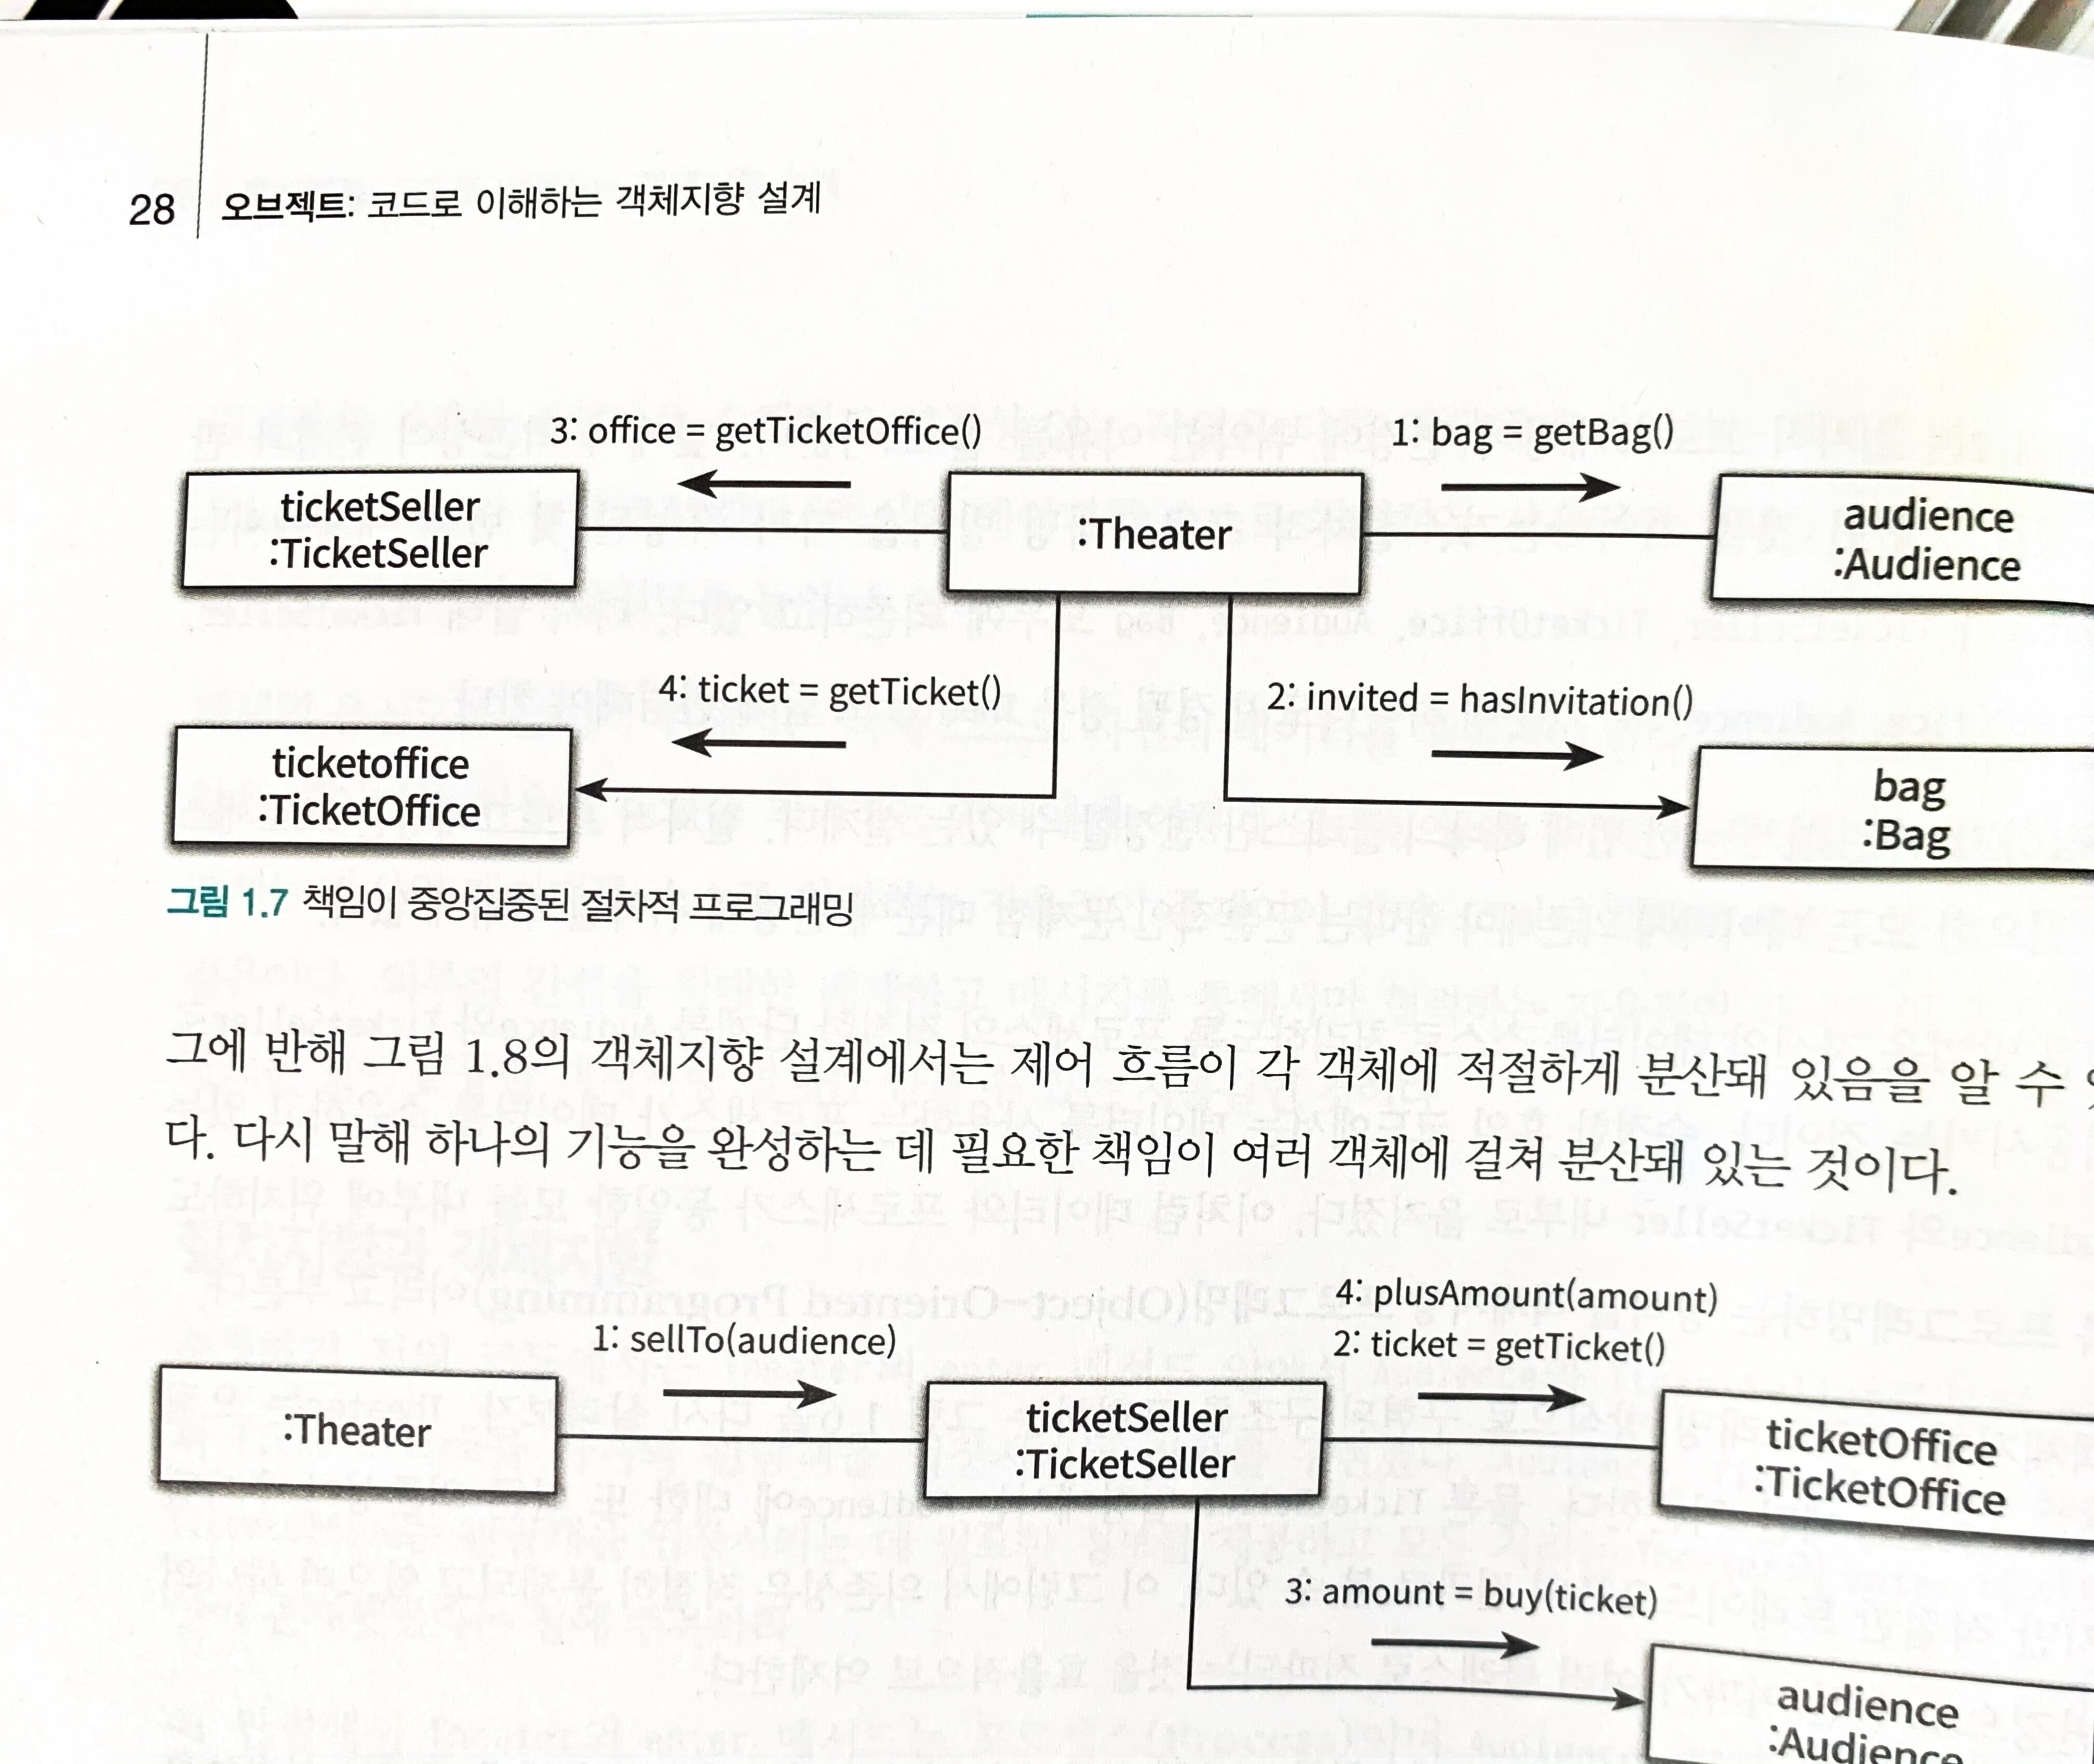 28 오브젝트: 코드로 이해하는 객체지향 설계
3: office = getTicketOffice()
1: bag = getBag()
ticketSeller
:TicketSeller
:Theater
audience
:Audience
4: ticket = getTicket()
2: invited = hasInvitation()
ticketoffice
:TicketOffice
bag
:Bag
그림 1.7 책임이 중앙집중된 절차적 프로그래밍
그에 반해 그림 1.8의 객체지향 설계에서는 제어 흐름이 각 객체에 적절하게 분산돼 있음을 알 수
다. 다시 말해 하나의 기능을 완성하는 데 필요한 책임이 여러 객체에 걸쳐 분산돼 있는 것이다.
4: plusAmount(amount)
1: sellTo(audience)
2: ticket = getTicket()
:Theater
ticketSeller
:TicketSeller
ticketOffice
:TicketOffice
3: amount = buy(ticket)
audience
:Audience